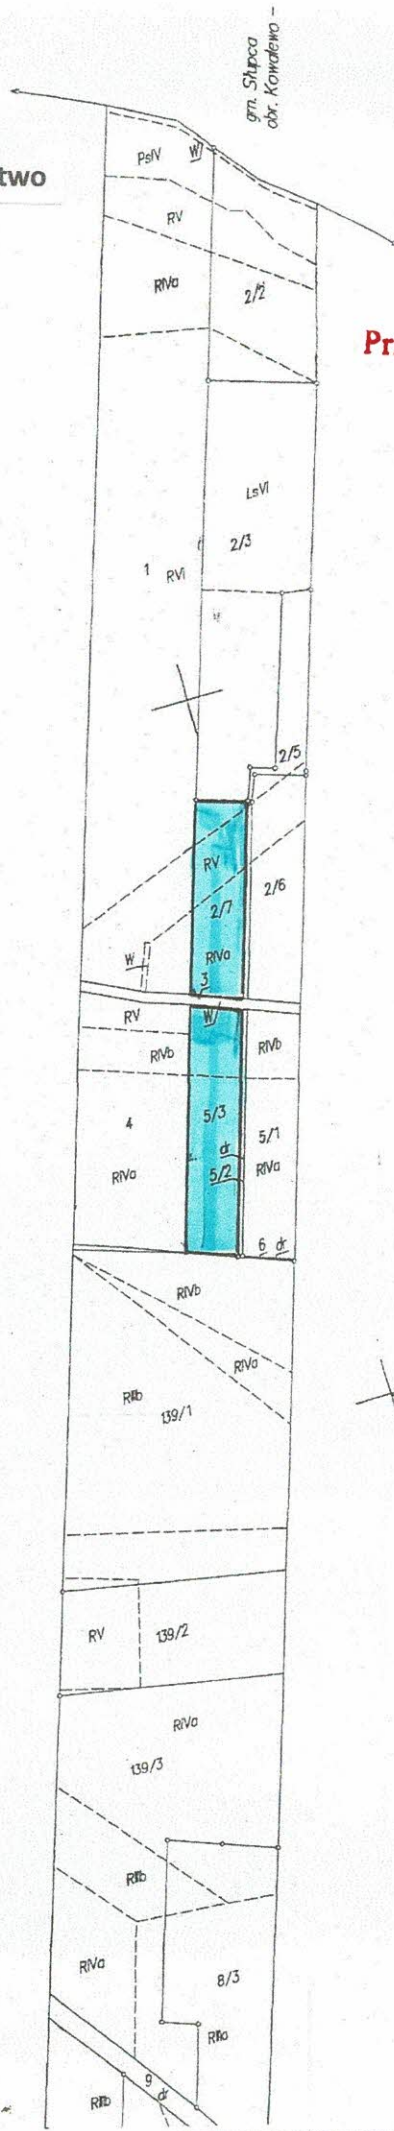 gm. Słupca
obr. Kowalewo -
two
PsIV
W
RV
RIVa
2/2
Pr
LsVI
2/3
1
RVI
2/5
RV
2/6
2/7
W
RIVa
3
W
RV
RIVb
RIVb
4
5/3
5/1
dr
RIVa
5/2
RIVa
6 dr
RIVb
RIVa
RIIIb
139/1
RV
139/2
RIVa
139/3
RIIIb
RIVa
8/3
RIIIa
9
dr
RIIIb